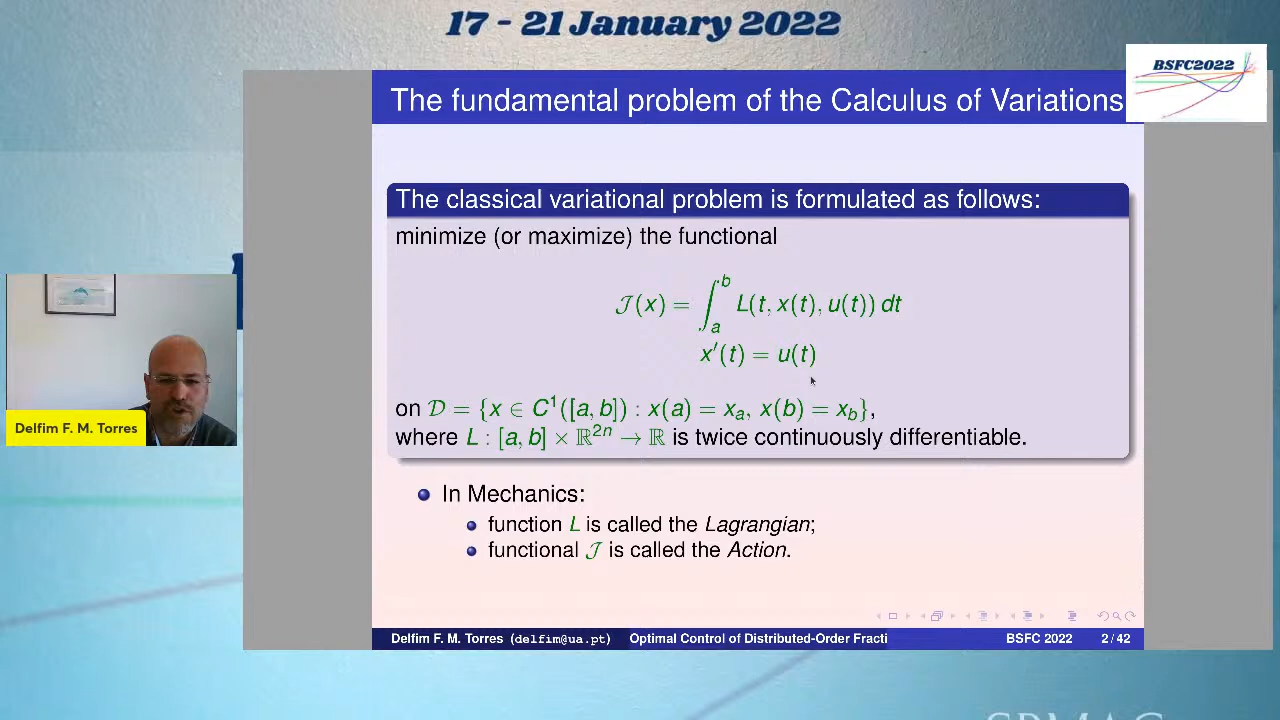 17 - 21 January 2022
BSFC2022
The fundamental problem of the Calculus of Variations
The classical variational problem is formulated as follows:
minimize (or maximize) the functional
𝒥(x) = ∫_a^b L(t, x(t), u(t)) dt
x′(t) = u(t)
on 𝒟 = {x ∈ C¹([a, b]) : x(a) = x_a, x(b) = x_b},
where L : [a, b] × ℝ²ⁿ → ℝ is twice continuously differentiable.
In Mechanics:
function L is called the Lagrangian;
functional 𝒥 is called the Action.
Delfim F. M. Torres
Delfim F. M. Torres (delfim@ua.pt) Optimal Control of Distributed-Order Fracti BSFC 2022 2 / 42